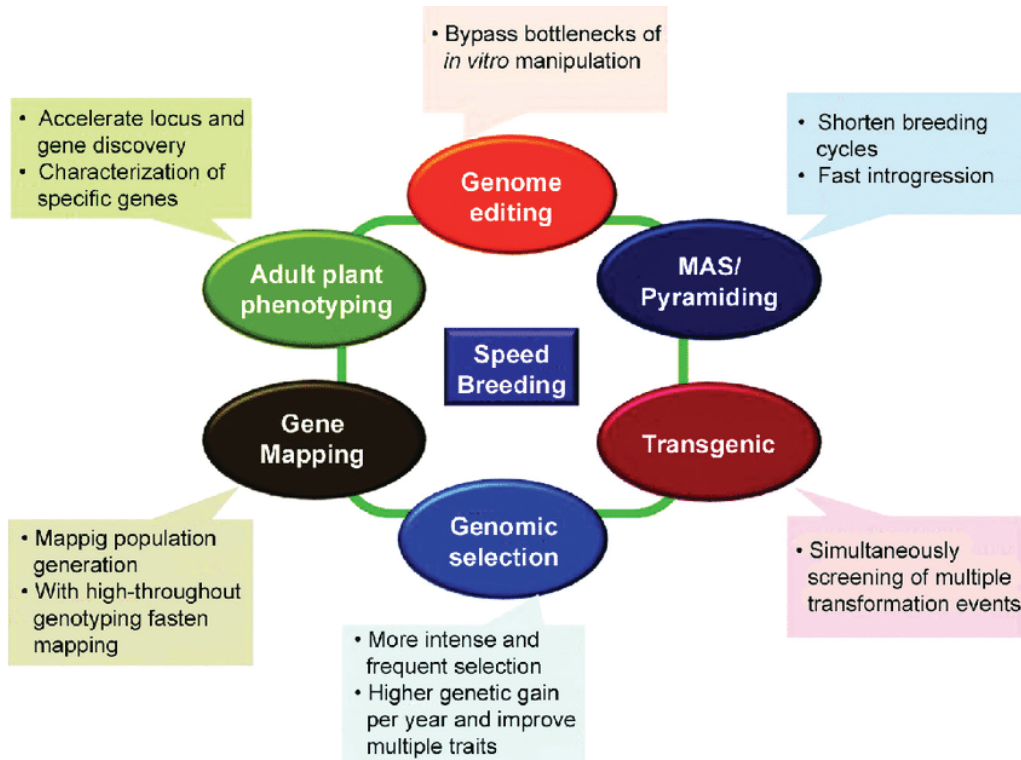 • Bypass bottlenecks of
in vitro manipulation
• Accelerate locus and
gene discovery
• Characterization of
specific genes
• Shorten breeding
cycles
• Fast introgression
Genome
editing
Adult plant
phenotyping
MAS/
Pyramiding
Speed
Breeding
Gene
Mapping
Transgenic
Genomic
selection
• Mappig population
generation
• With high-throughout
genotyping fasten
mapping
• Simultaneously
screening of multiple
transformation events
• More intense and
frequent selection
• Higher genetic gain
per year and improve
multiple traits